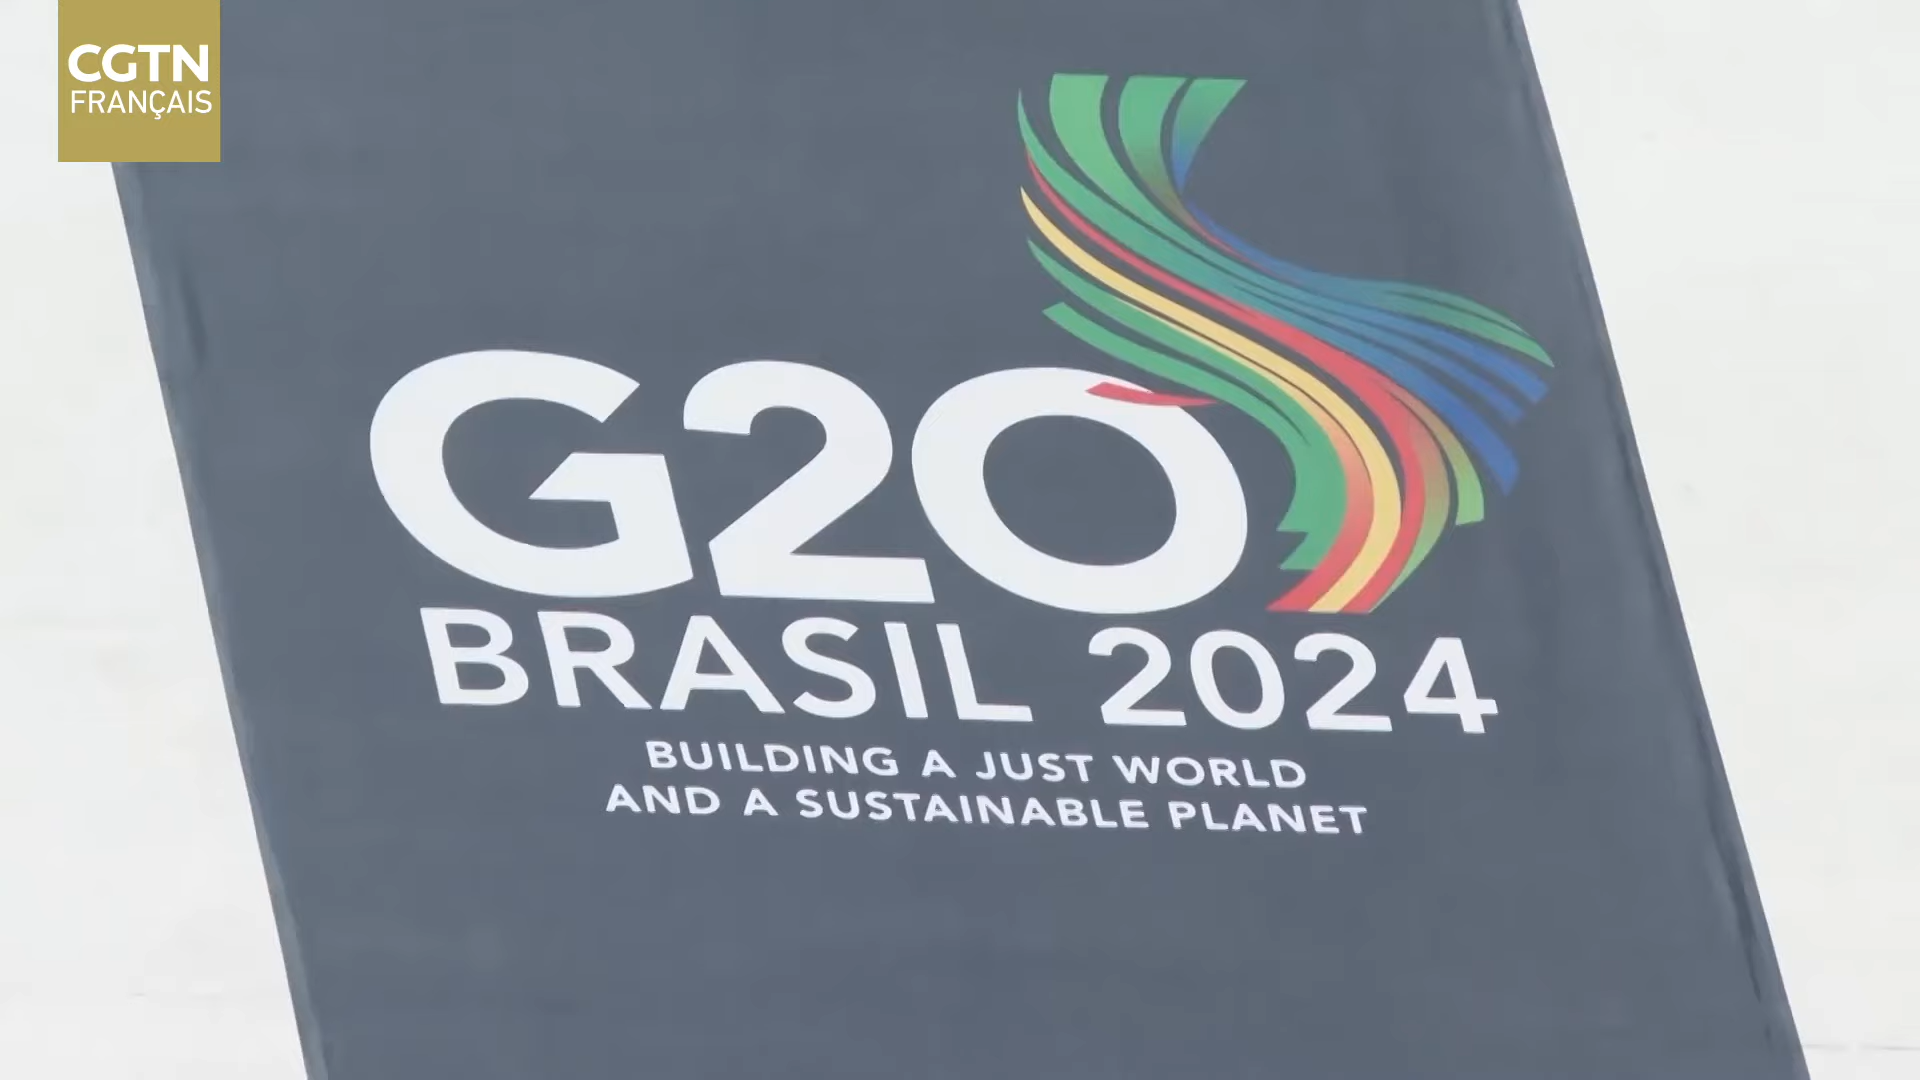 CGTN
FRANÇAIS
G20
BRASIL 2024
BUILDING A JUST WORLD
AND A SUSTAINABLE PLANET